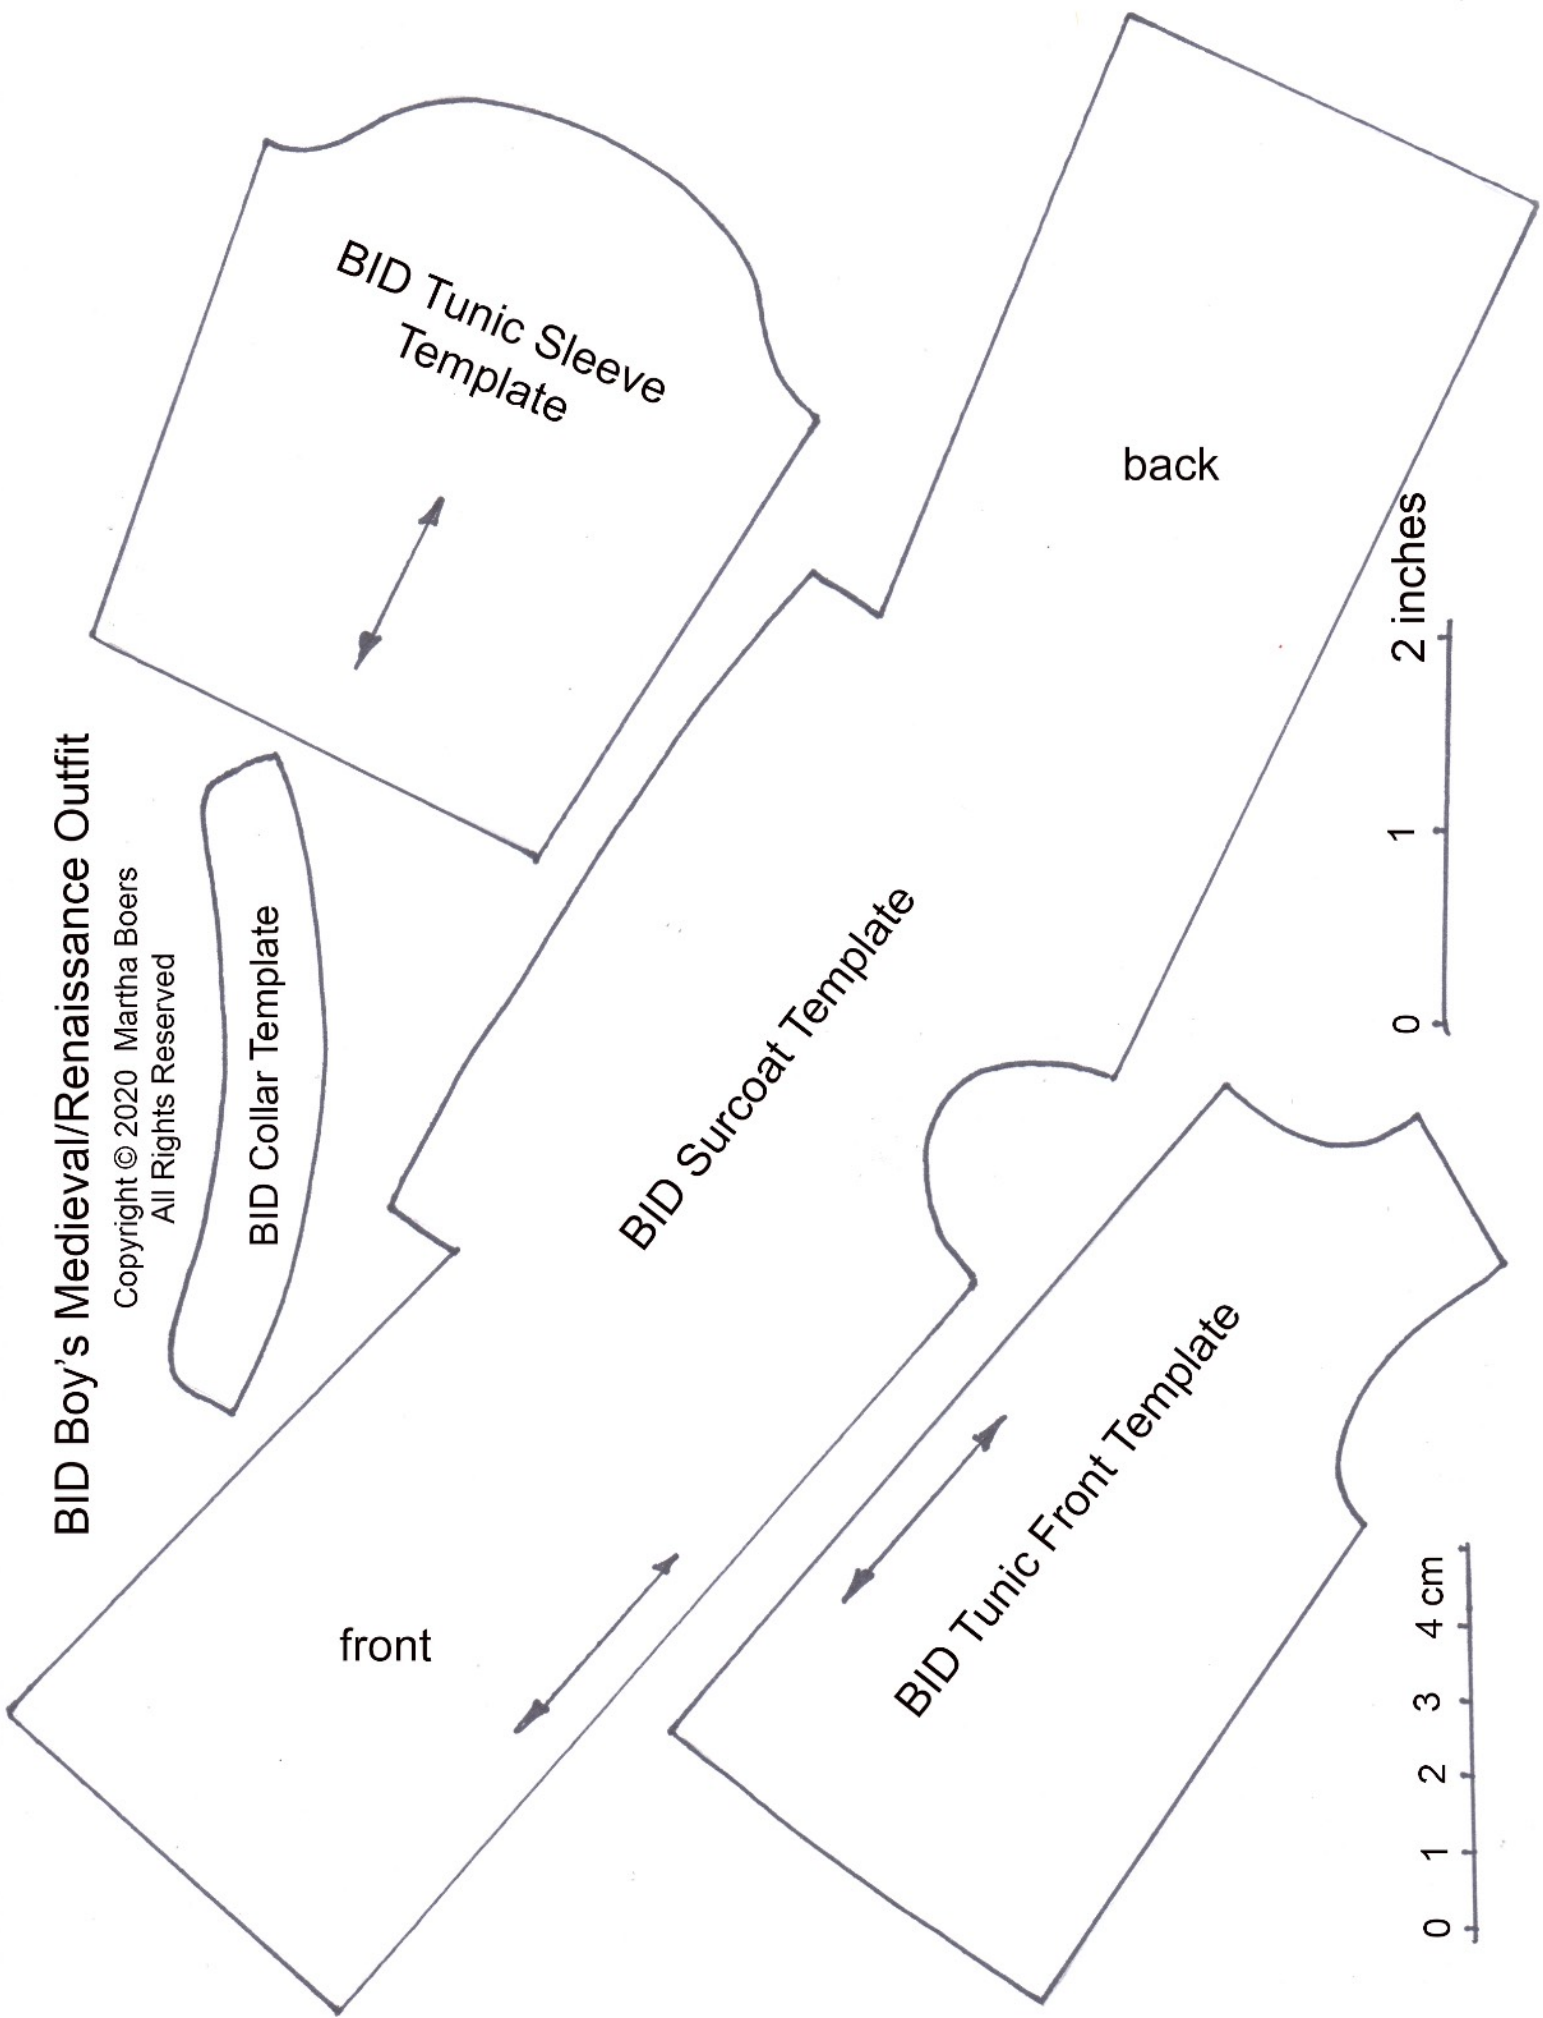 BID Boy's Medieval/Renaissance Outfit
Copyright © 2020 Martha Boers
All Rights Reserved
BID Collar Template
BID Tunic Sleeve
Template
back
BID Surcoat Template
front
BID Tunic Front Template
0 1 2 inches
0 1 2 3 4 cm